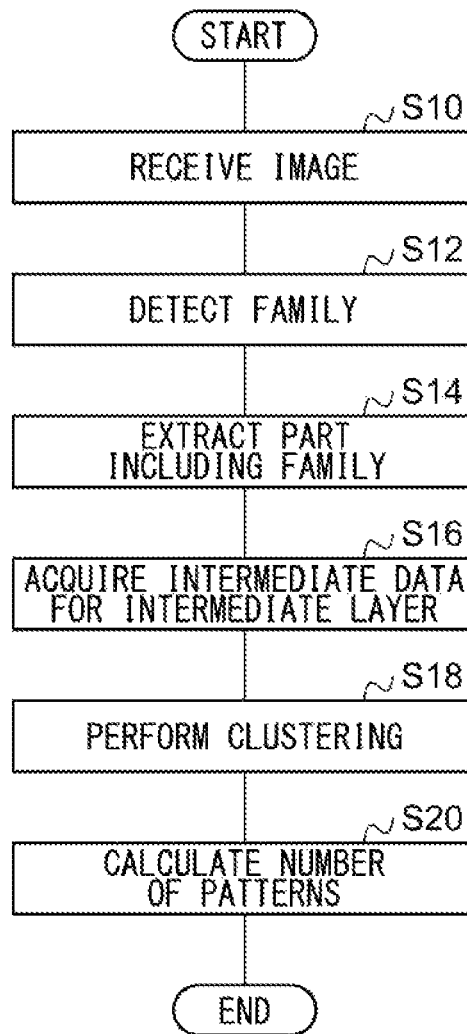 START
S10
RECEIVE IMAGE
S12
DETECT FAMILY
S14
EXTRACT PART
INCLUDING FAMILY
S16
ACQUIRE INTERMEDIATE DATA
FOR INTERMEDIATE LAYER
S18
PERFORM CLUSTERING
S20
CALCULATE NUMBER
OF PATTERNS
END